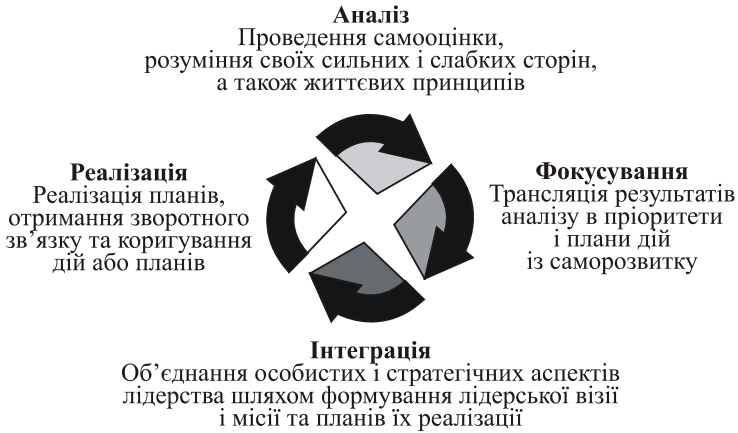 Аналіз
Проведення самооцінки,
розуміння своїх сильних і слабких сторін,
а також життєвих принципів
Реалізація
Реалізація планів,
отримання зворотного
зв’язку та коригування
дій або планів
Фокусування
Трансляція результатів
аналізу в пріоритети
і плани дій
із саморозвитку
Інтеграція
Об’єднання особистих і стратегічних аспектів
лідерства шляхом формування лідерської візії
і місії та планів їх реалізації